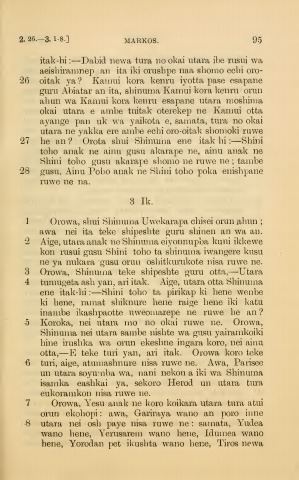 2. 26.—3. 1-8.] MARKOS. 95
itak-hi :—Dabid newa tura no okai utara ibe rusui wa
aeishiramnep an ita iki orushpe naa shomo echi oro-
26 oitak ya? Kamui kora kenru iyotta pase esapane
guru Abiatar an ita, shinuma Kamui kora kenru orun
ahun wa Kamui kora kenru esapane utara moshima
okai utara e ambe tuitak oterekep ne Kamui otta
ayange pan uk wa yaikota e, samata, tura no okai
utara ne yakka ere ambe echi oro-oitak shomoki ruwe
27 he an? Orota shui Shinuma ene itak hi :—Shini
toho anak ne ainu gusu akarape ne, ainu anak ne
Shini toho gusu akarape shomo ne ruwe ne; tambe
28 gusu, Ainu Poho anak ne Shini toho poka enishpane
ruwe ne na.
3 Ik.
1 Orowa, shui Shinuma Uwekarapa chisei orun ahun;
awa nei ita teke shipeshte guru shinen an wa an.
2 Aige, utara anak ne Shinuma eiyonnupba kuni ikkewe
kon rusui gusu Shini toho ta shinuma iwangere kusu
ne ya nukara gusu orun oshitkurukote nisa ruwe ne.
3 Orowa, Shinuma teke shipeshte guru otta,—Utara
4 tumugeta ash yan, ari itak. Aige, utara otta Shinuma
ene itak-hi :—Shini toho ta pirikap ki hene wenbe
ki hene, ramat shiknure hene raige hene iki katu
inambe ikashpaotte uweomarepe ne ruwe he an?
5 Koroka, nei utara mo no okai ruwe ne. Orowa,
Shinuma nei utara sambe nishte wa gusu yairamkoiki
hine irushka wa orun ekeshne ingara koro, nei ainu
otta,—E teke turi yan, ari itak. Orowa koro teke
6 turi, aige, atumashnure nisa ruwe ne. Awa, Parisee
un utara soyumba wa, nani nekon a iki wa Shinuma
isamka eashkai ya, sekoro Herod un utara tura
eukoramkon nisa ruwe ne.
7 Orowa, Yesu anak ne koro koikara utara tura atui
orun ekohopi: awa, Gariraya wano an poro inne
8 utara nei osh paye nisa ruwe ne: samata, Yudea
wano hene, Yerusarem wano hene, Idumea wano
hene, Yorodan pet ikushta wano hene, Tiros newa